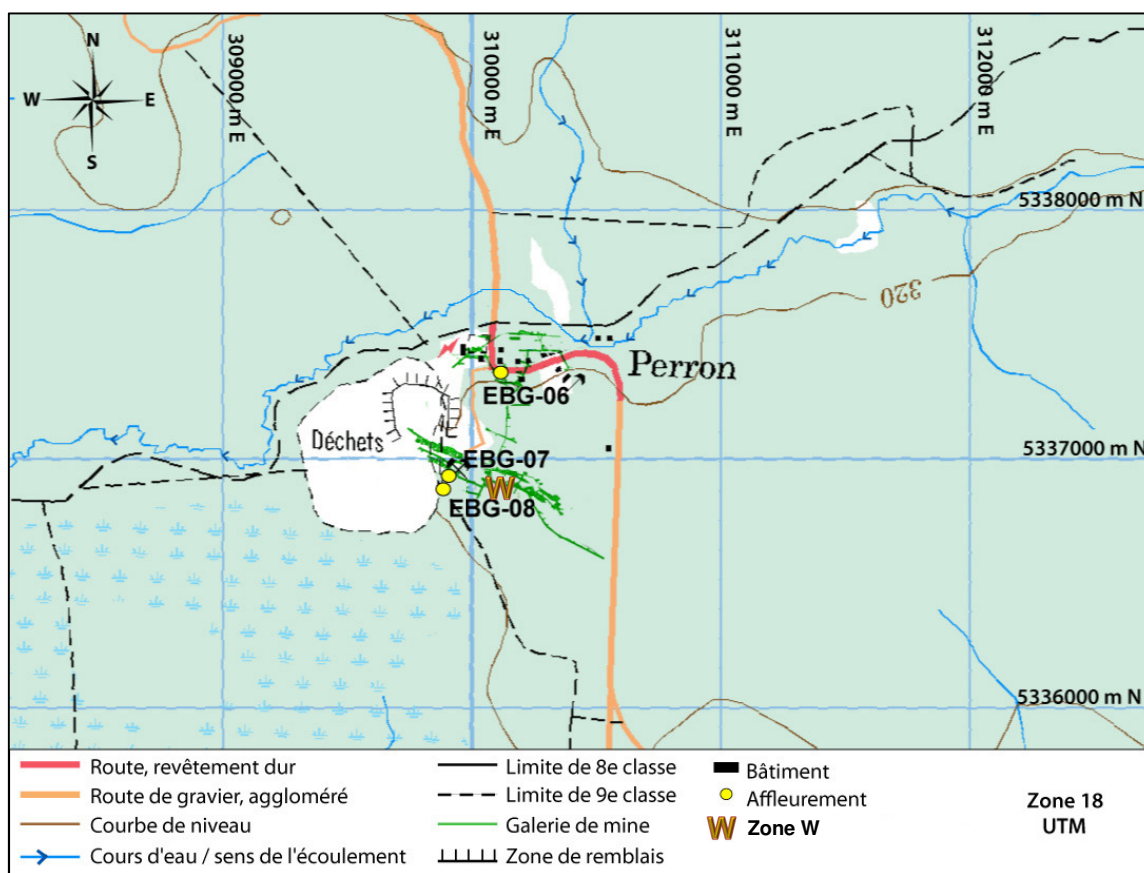 N
W
E
S
309000 m E
310000 m E
311000 m E
312000 m E
5338000 m N
320
Perron
EBG-06
Déchets
5337000 m N
EBG-07
W
EBG-08
5336000 m N
Route, revêtement dur
Route de gravier, aggloméré
Courbe de niveau
Cours d'eau / sens de l'écoulement
Limite de 8e classe
Limite de 9e classe
Galerie de mine
Zone de remblais
Bâtiment
Affleurement
W Zone W
Zone 18
UTM